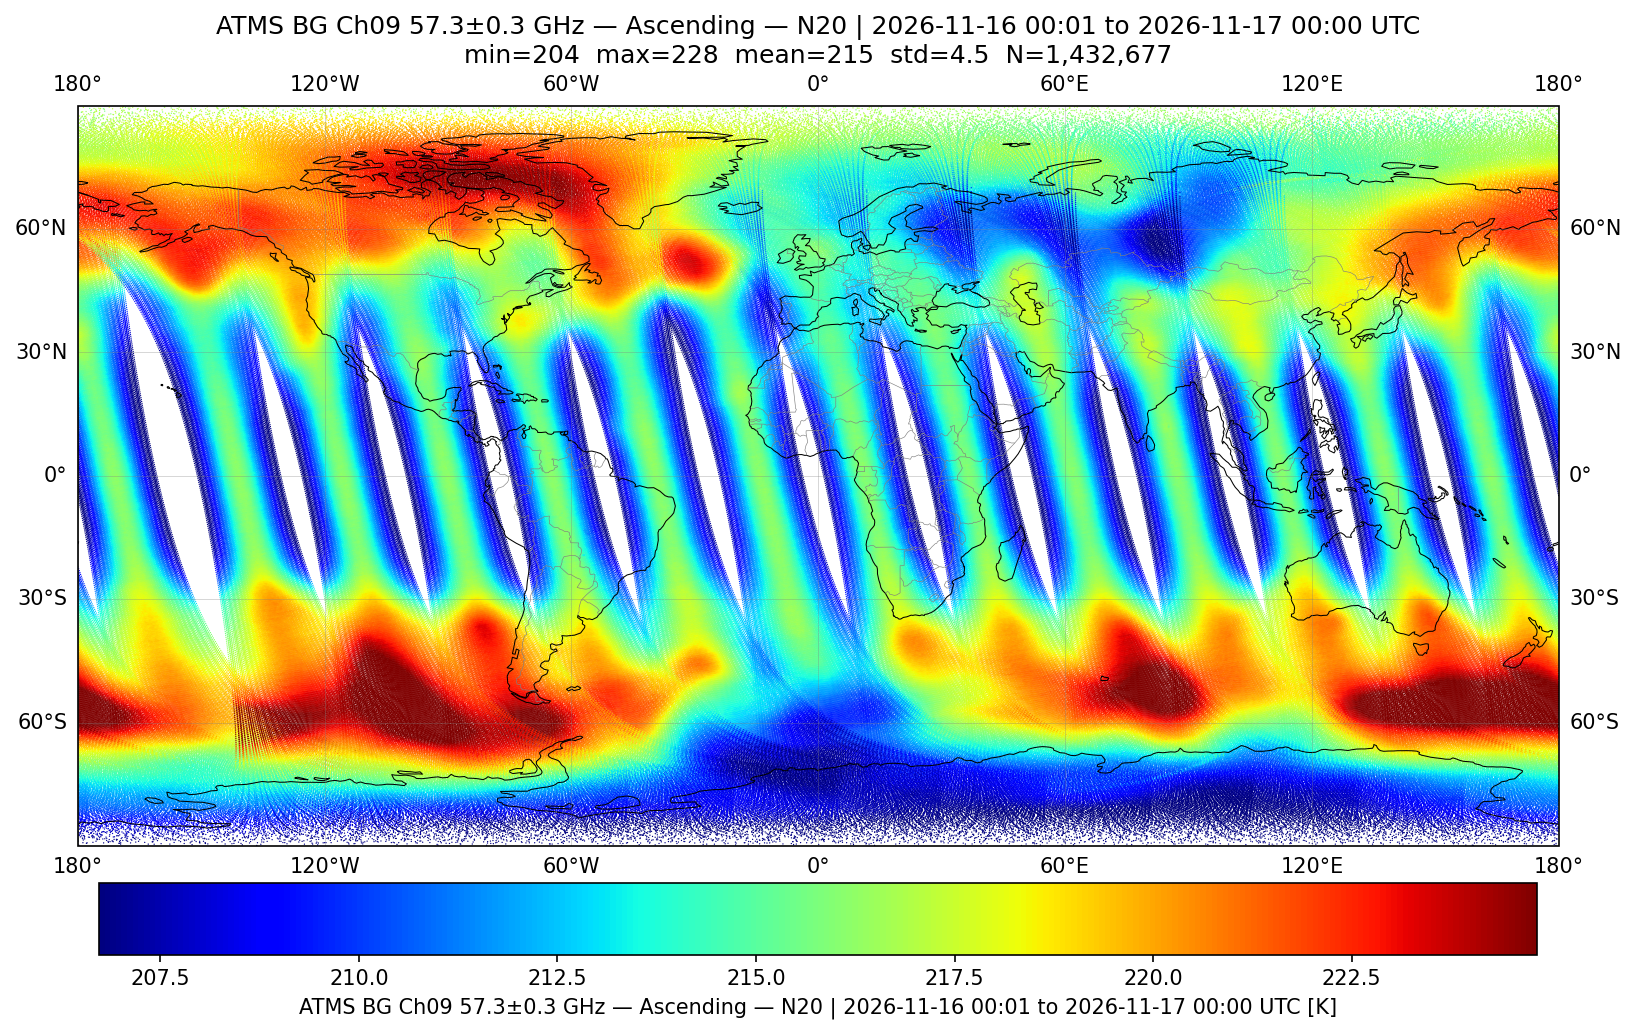 ATMS BG Ch09 57.3±0.3 GHz — Ascending — N20 | 2026-11-16 00:01 to 2026-11-17 00:00 UTC
min=204  max=228  mean=215  std=4.5  N=1,432,677
180° 120°W 60°W 0° 60°E 120°E 180°
60°N 60°N
30°N 30°N
0° 0°
30°S 30°S
60°S 60°S
180° 120°W 60°W 0° 60°E 120°E 180°
207.5 210.0 212.5 215.0 217.5 220.0 222.5
ATMS BG Ch09 57.3±0.3 GHz — Ascending — N20 | 2026-11-16 00:01 to 2026-11-17 00:00 UTC [K]